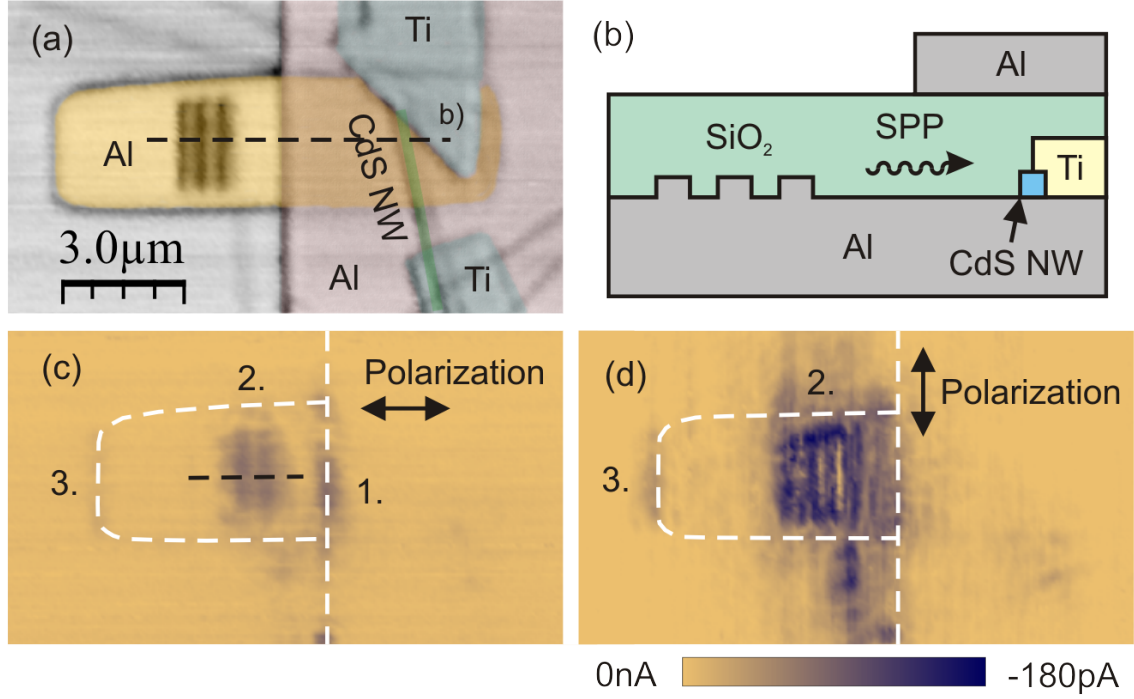 (a)
Ti
b)
Al
CdS NW
3.0µm
Al
Ti
(b)
Al
SiO₂
SPP
Ti
Al
CdS NW
(c)
2.
Polarization
3.
1.
(d)
2.
Polarization
3.
0nA
-180pA